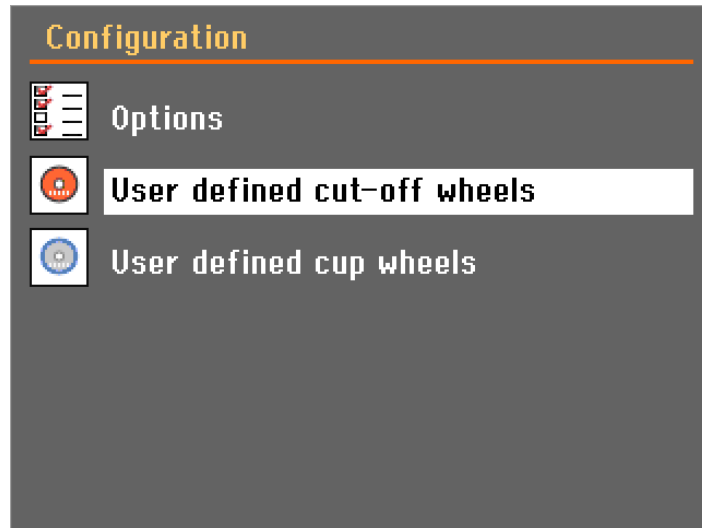 Configuration
Options
User defined cut-off wheels
User defined cup wheels